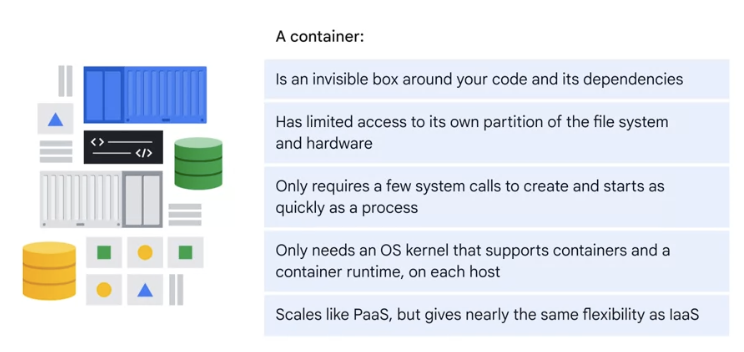 A container:
Is an invisible box around your code and its dependencies
Has limited access to its own partition of the file system
and hardware
Only requires a few system calls to create and starts as
quickly as a process
Only needs an OS kernel that supports containers and a
container runtime, on each host
Scales like PaaS, but gives nearly the same flexibility as IaaS
<>
</>